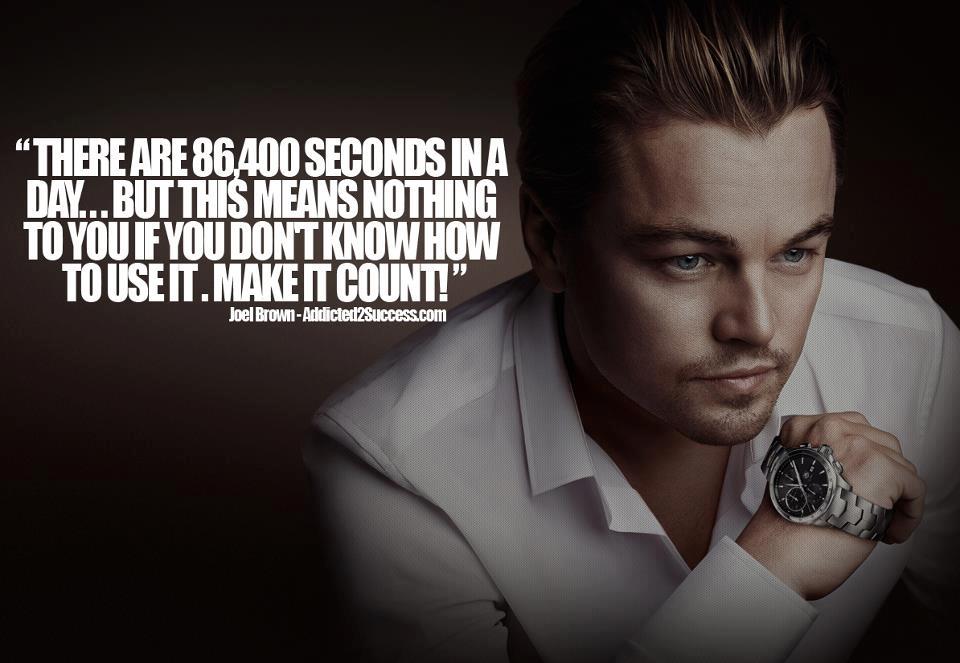 “ THERE ARE 86,400 SECONDS IN A
DAY... BUT THIS MEANS NOTHING
TO YOU IF YOU DON'T KNOW HOW
TO USE IT . MAKE IT COUNT! ”
Joel Brown - Addicted2Success.com